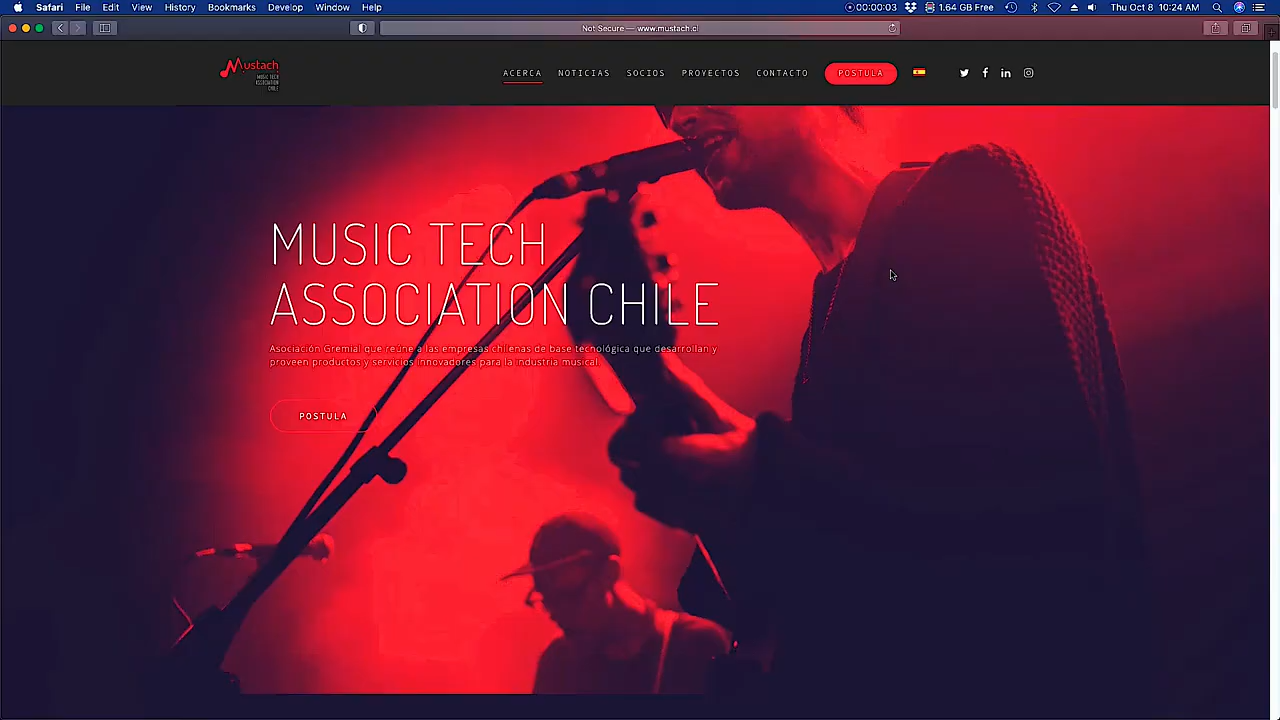 Safari File Edit View History Bookmarks Develop Window Help 00:00:03 1.64 GB Free Thu Oct 8 10:24 AM
Not Secure — www.mustach.cl
Mustach
MUSIC TECH
ASSOCIATION
CHILE
ACERCA NOTICIAS SOCIOS PROYECTOS CONTACTO POSTULA
MUSIC TECH
ASSOCIATION CHILE
Asociación Gremial que reúne a las empresas chilenas de base tecnológica que desarrollan y
proveen productos y servicios innovadores para la industria musical.
POSTULA